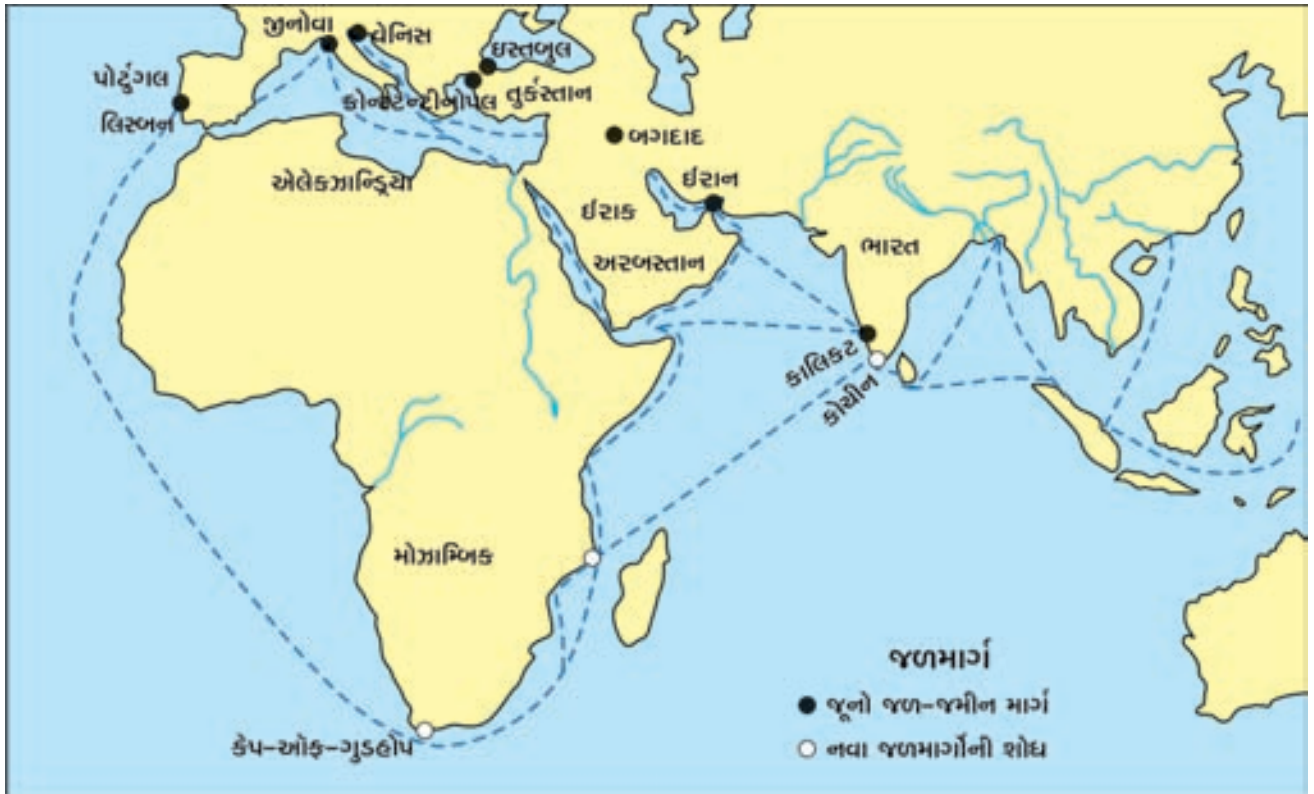 જીનોવા
વેનિસ
ઇસ્તંબુલ
પોર્ટુગલ
કોન્સ્ટેન્ટીનોપલ
તુર્કસ્તાન
લિસ્બન
બગદાદ
એલેકઝાન્ડ્રિયા
ઈરાન
ઈરાક
ભારત
અરબસ્તાન
કાલિકટ
કોચીન
મોઝામ્બિક
જળમાર્ગ
જૂનો જળ-જમીન માર્ગ
નવા જળમાર્ગોની શોધ
કેપ-ઑફ-ગુડહોપ